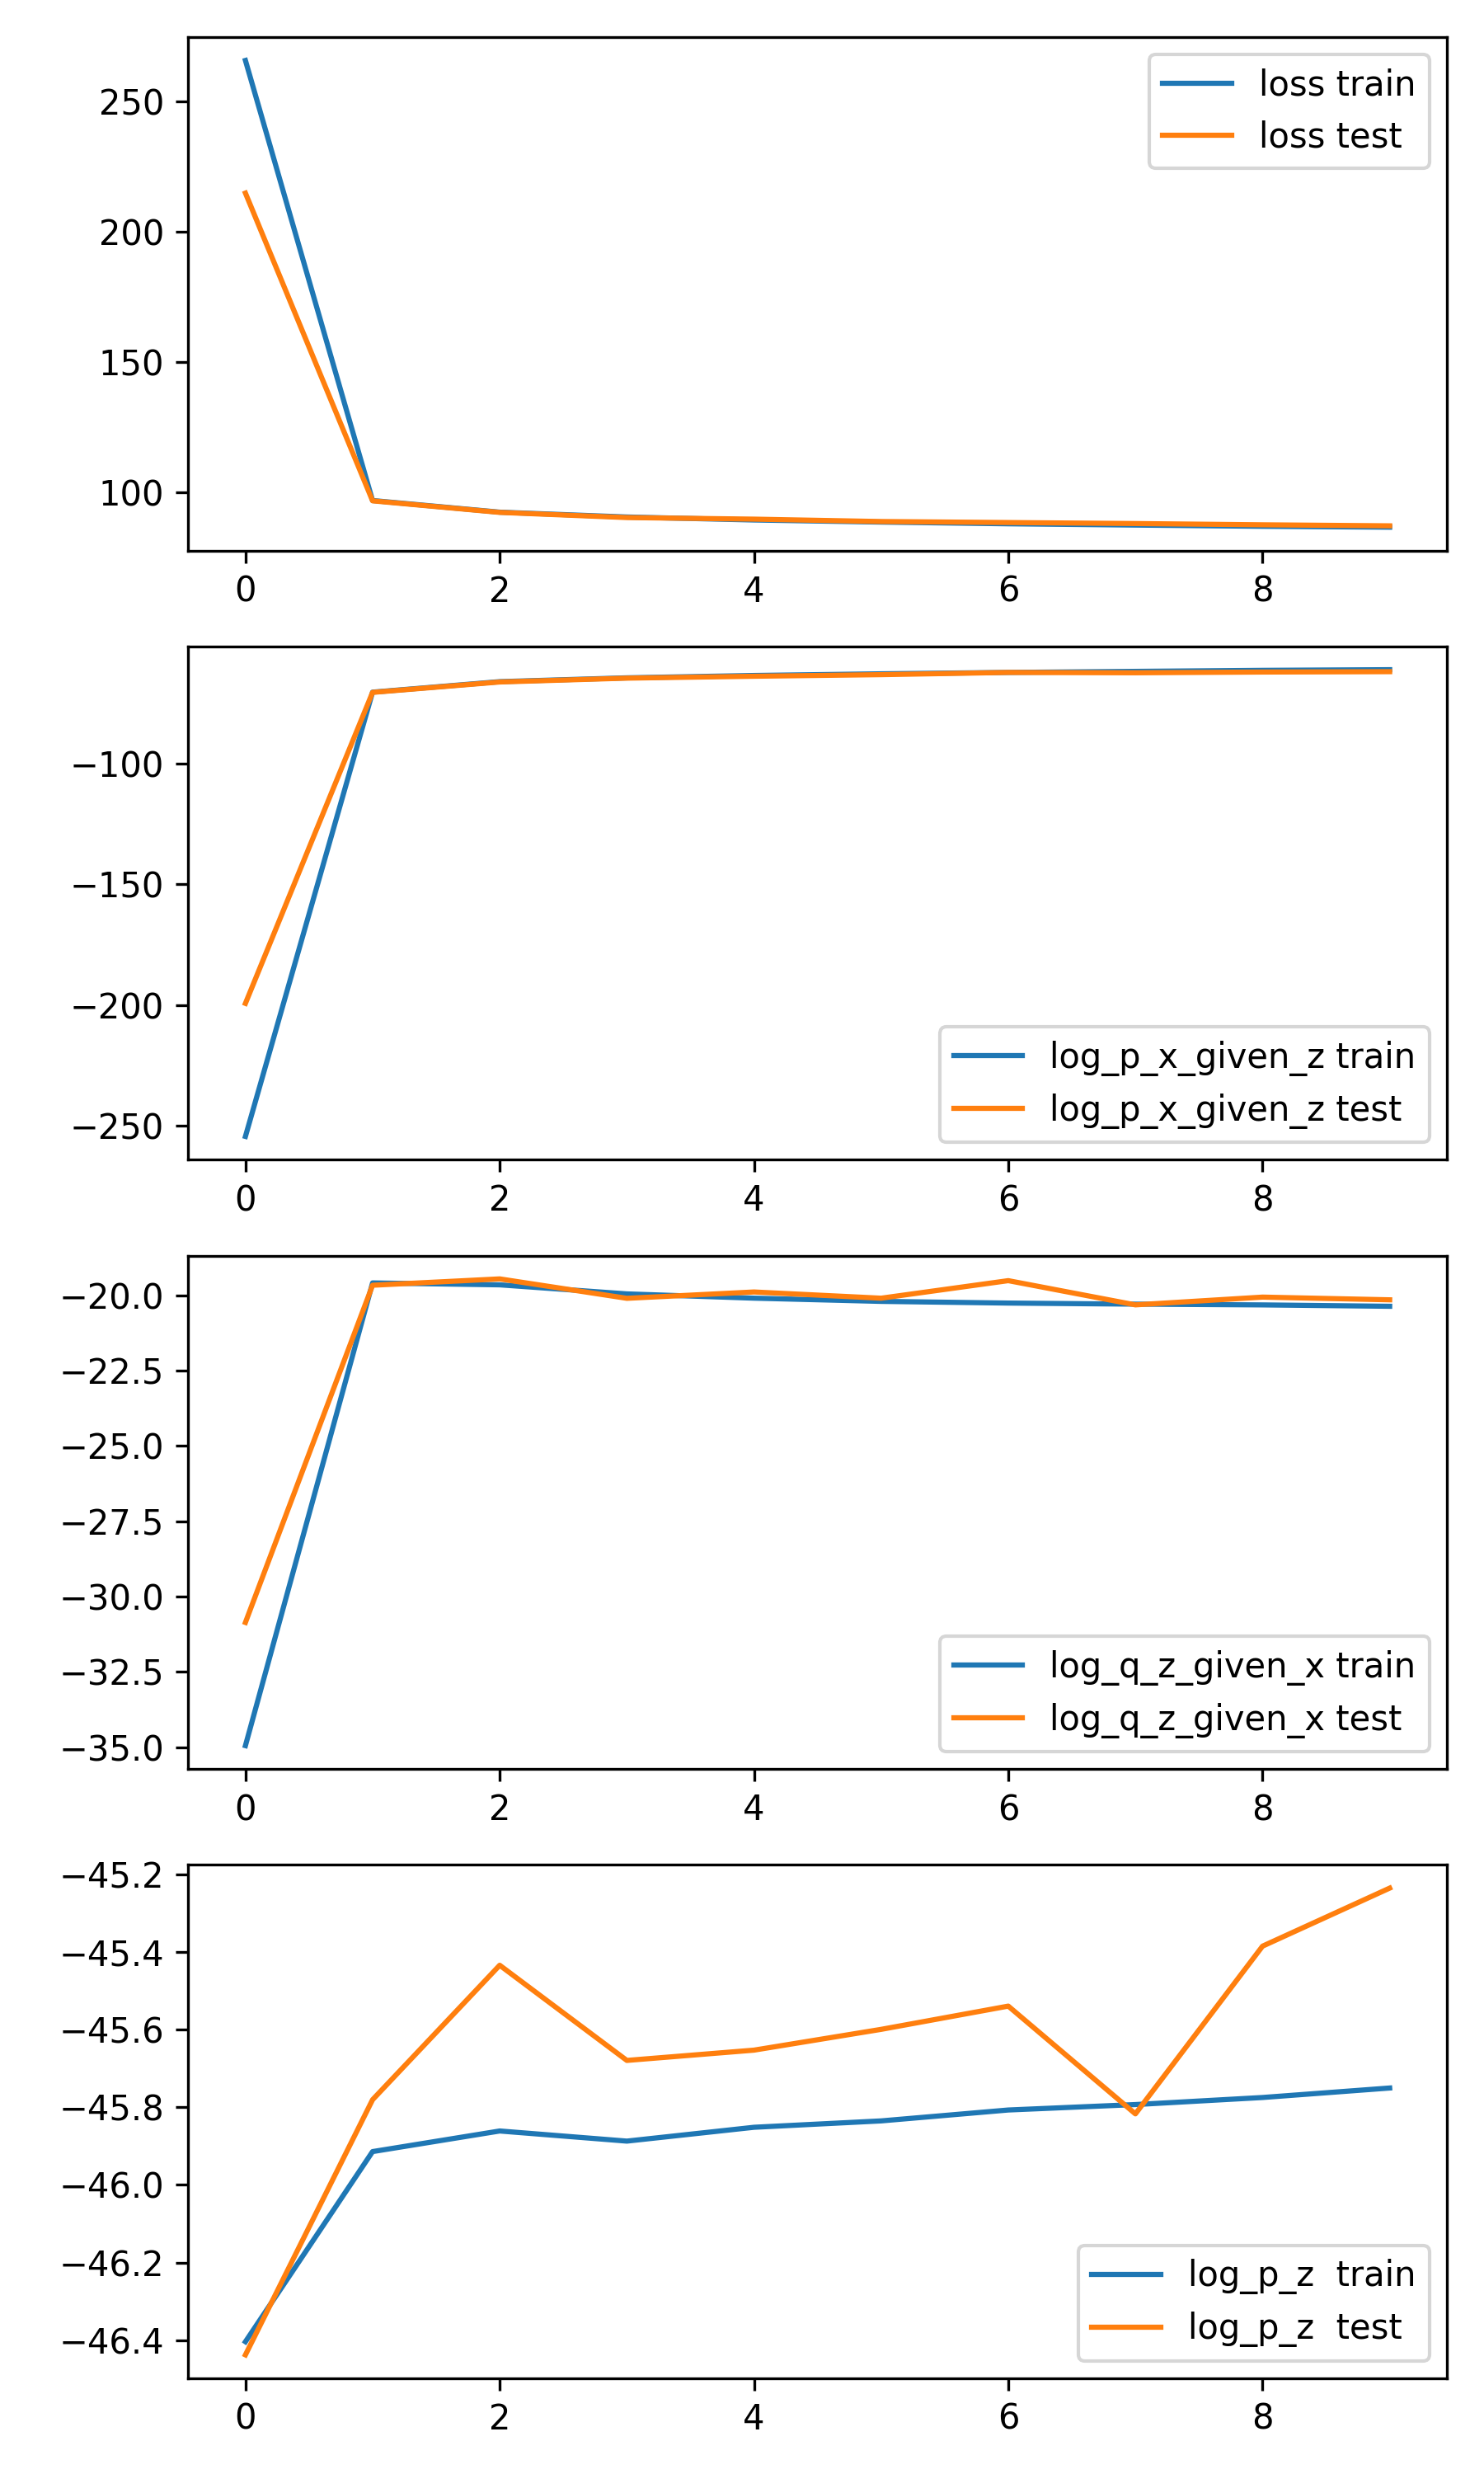 250
200
150
100
0 2 4 6 8
loss train
loss test
−100
−150
−200
−250
0 2 4 6 8
log_p_x_given_z train
log_p_x_given_z test
−20.0
−22.5
−25.0
−27.5
−30.0
−32.5
−35.0
0 2 4 6 8
log_q_z_given_x train
log_q_z_given_x test
−45.2
−45.4
−45.6
−45.8
−46.0
−46.2
−46.4
0 2 4 6 8
log_p_z  train
log_p_z  test